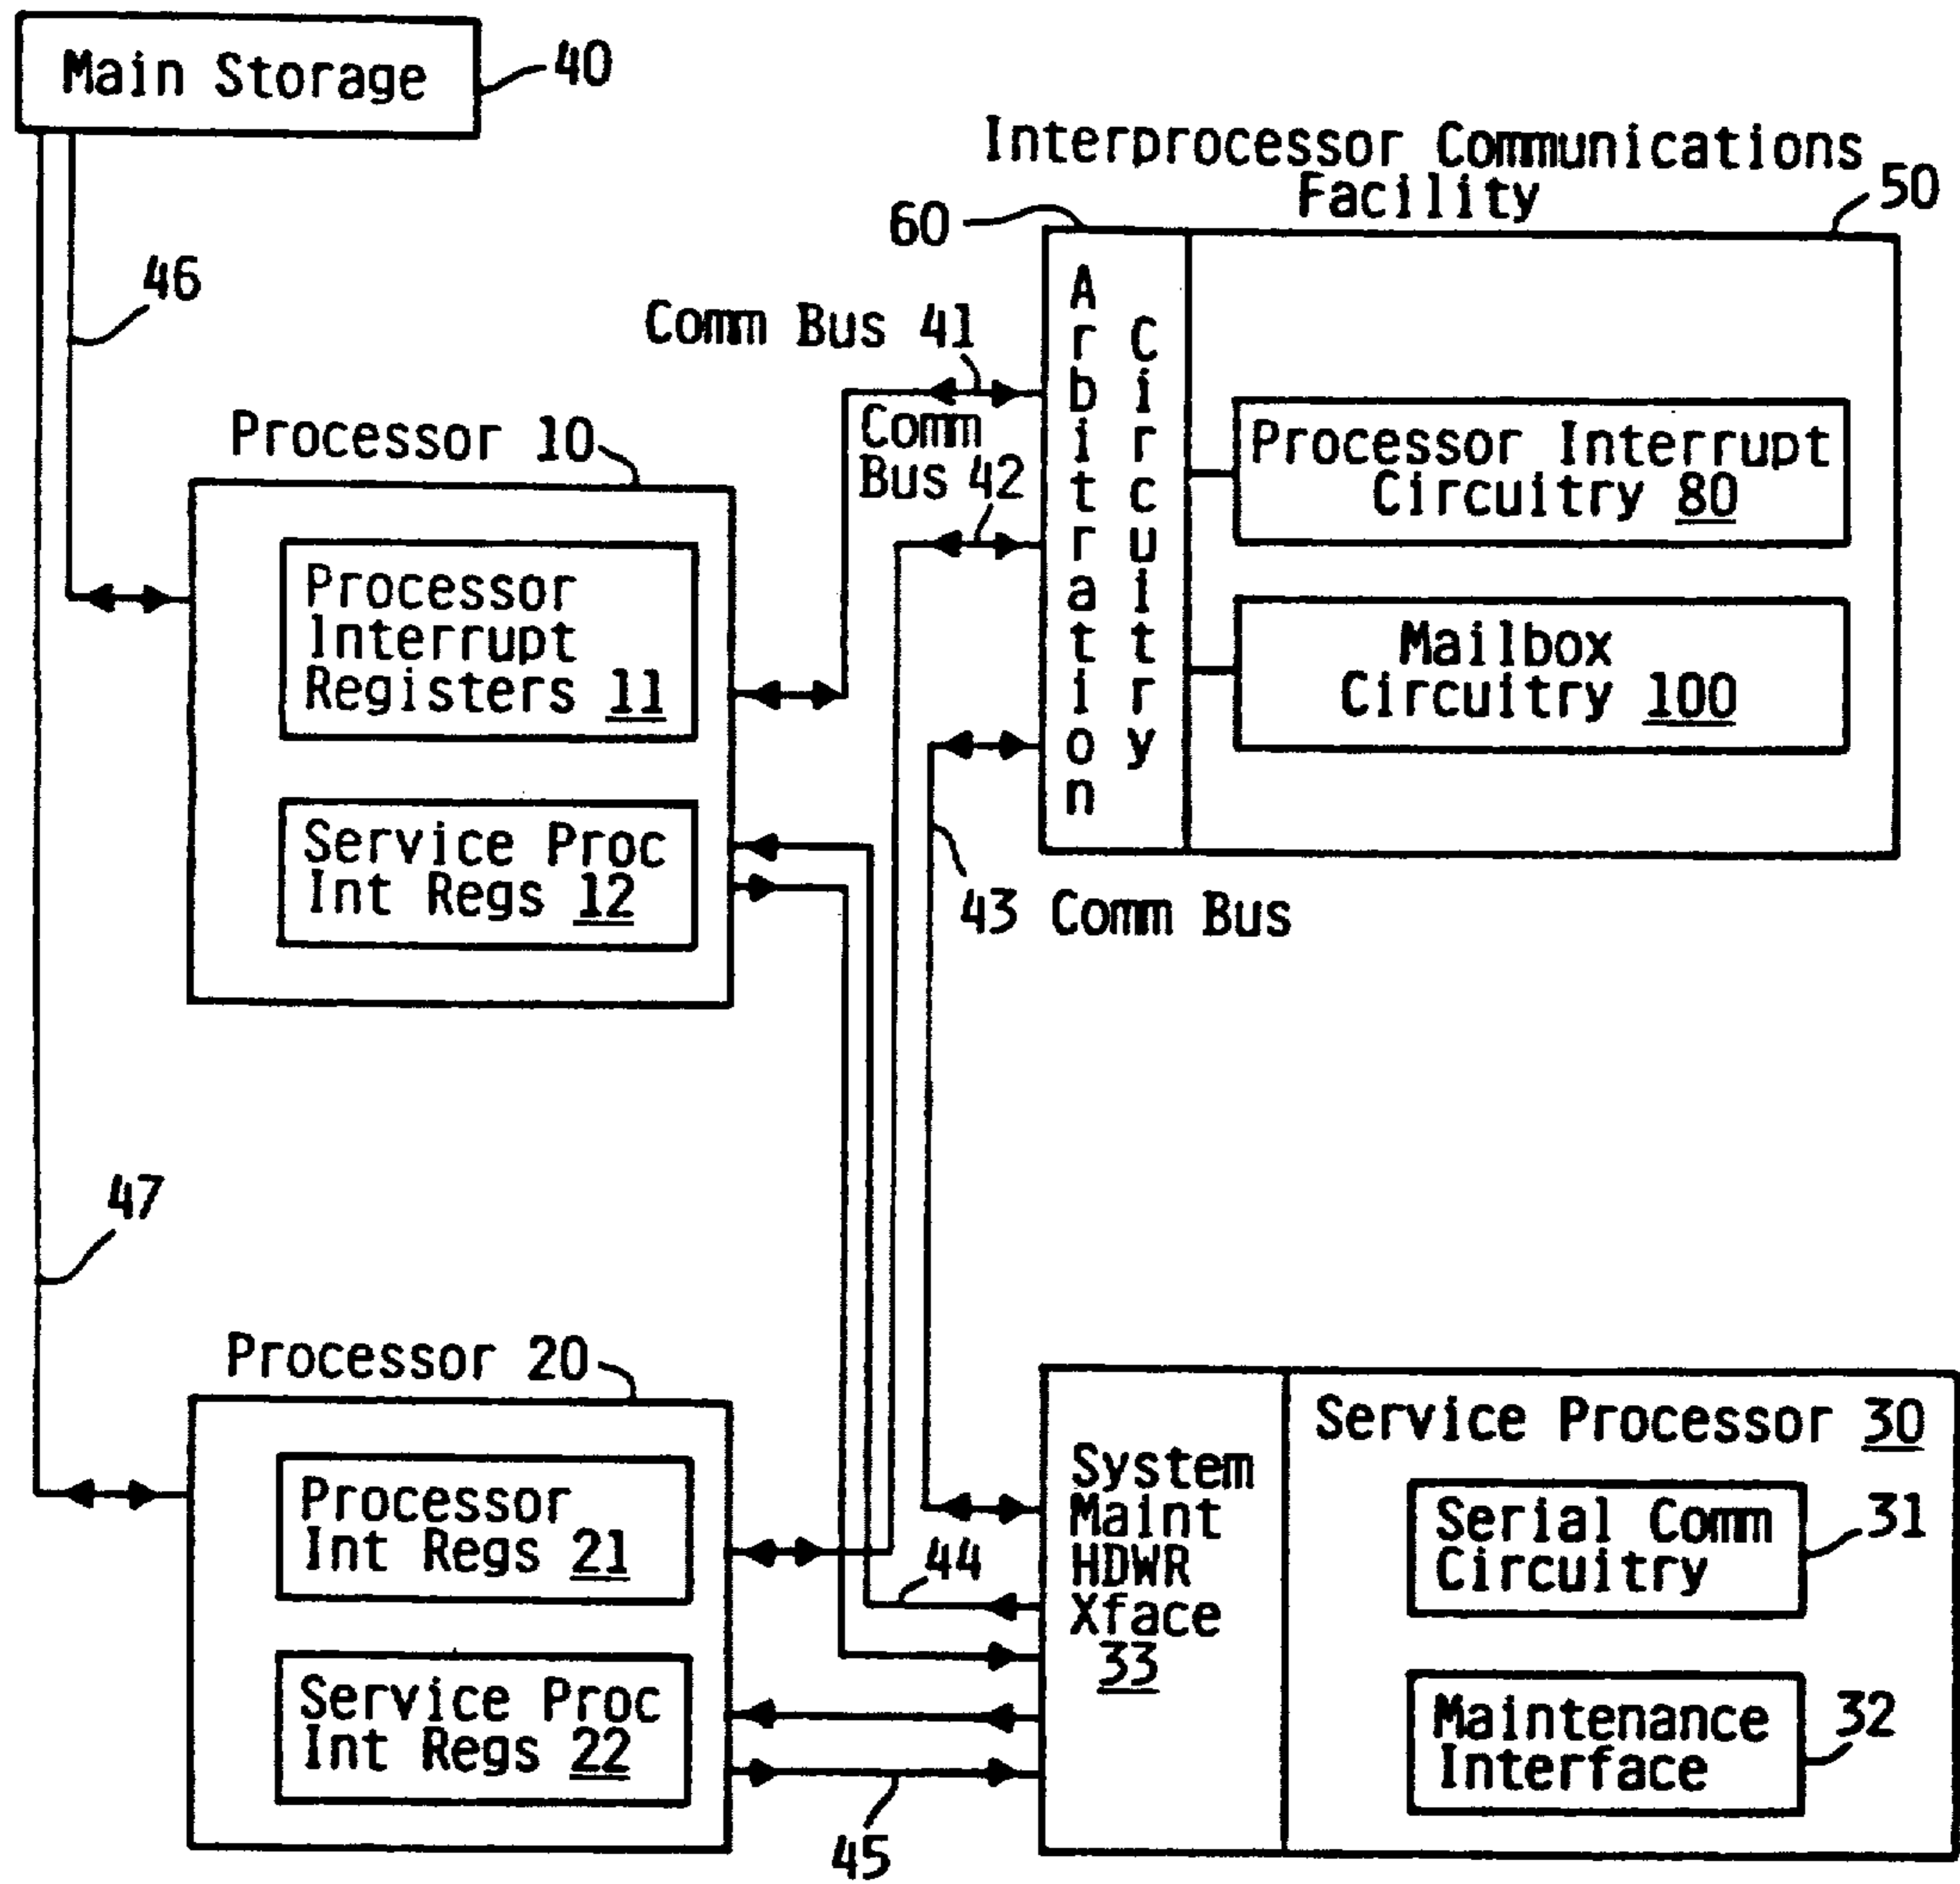 Main Storage
40
Interprocessor Communications
Facility
50
60
46
Comm Bus 41
Arbitration
Circuitry
Comm
Bus 42
Processor Interrupt
Circuitry 80
Mailbox
Circuitry 100
Processor 10
Processor
Interrupt
Registers 11
Service Proc
Int Regs 12
43 Comm Bus
47
Processor 20
Processor
Int Regs 21
Service Proc
Int Regs 22
44
45
System
Maint
HDWR
Xface
33
Service Processor 30
Serial Comm
Circuitry
31
Maintenance
Interface
32